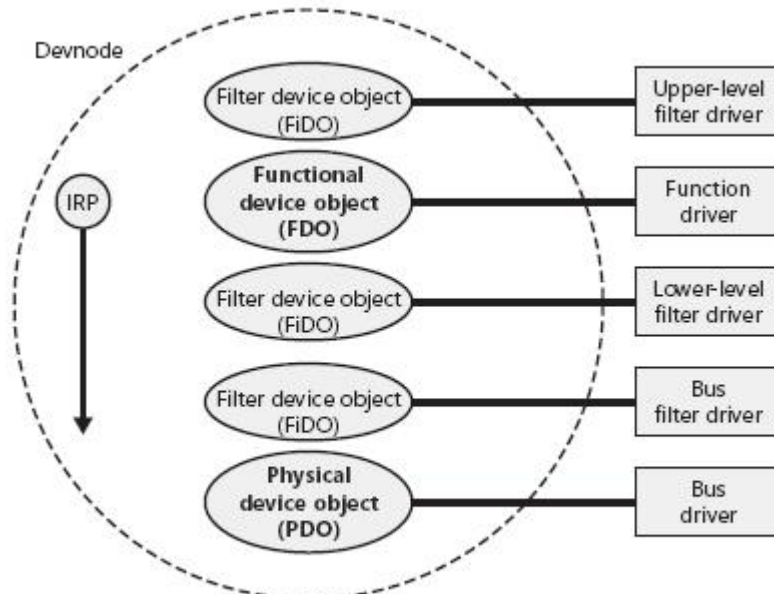 Devnode
Filter device object
(FiDO)
Upper-level
filter driver
IRP
Functional
device object
(FDO)
Function
driver
Filter device object
(FiDO)
Lower-level
filter driver
Filter device object
(FiDO)
Bus
filter driver
Physical
device object
(PDO)
Bus
driver